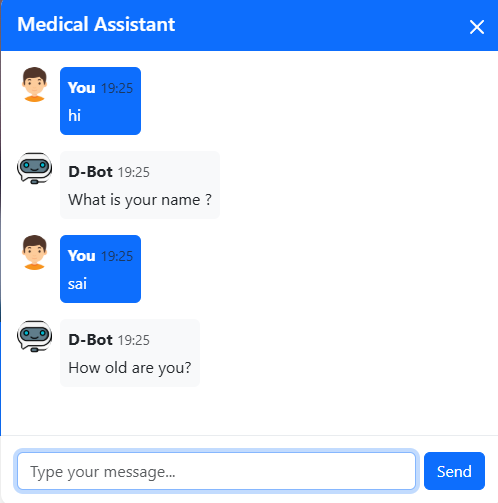 Medical Assistant
You 19:25
hi
D-Bot 19:25
What is your name ?
You 19:25
sai
D-Bot 19:25
How old are you?
Type your message...
Send